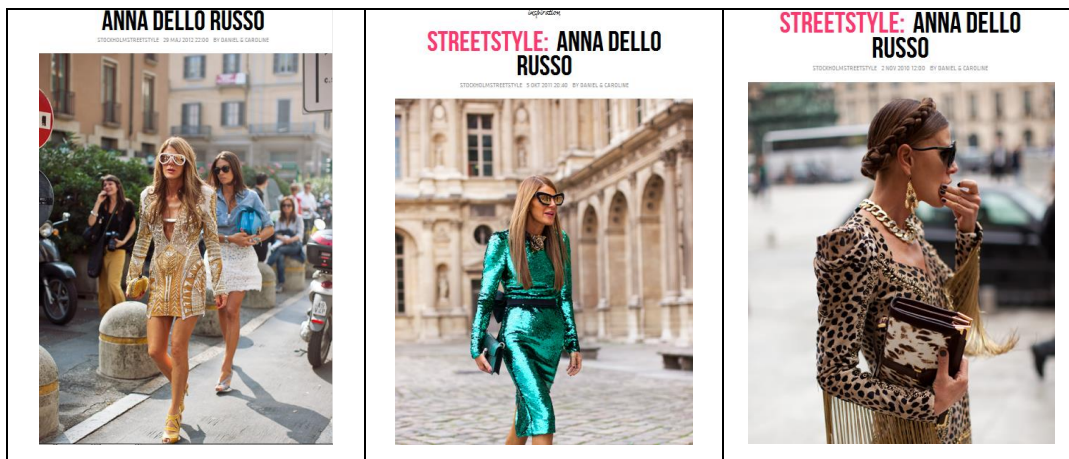 ANNA DELLO RUSSO
STOCKHOLMSTREETSTYLE 29 MAJ 2012 22:00 BY DANIEL & CAROLINE
inspiration
STREETSTYLE: ANNA DELLO
RUSSO
STOCKHOLMSTREETSTYLE 5 OKT 2011 20:40 BY DANIEL & CAROLINE
STREETSTYLE: ANNA DELLO
RUSSO
STOCKHOLMSTREETSTYLE 2 NOV 2010 12:00 BY DANIEL & CAROLINE